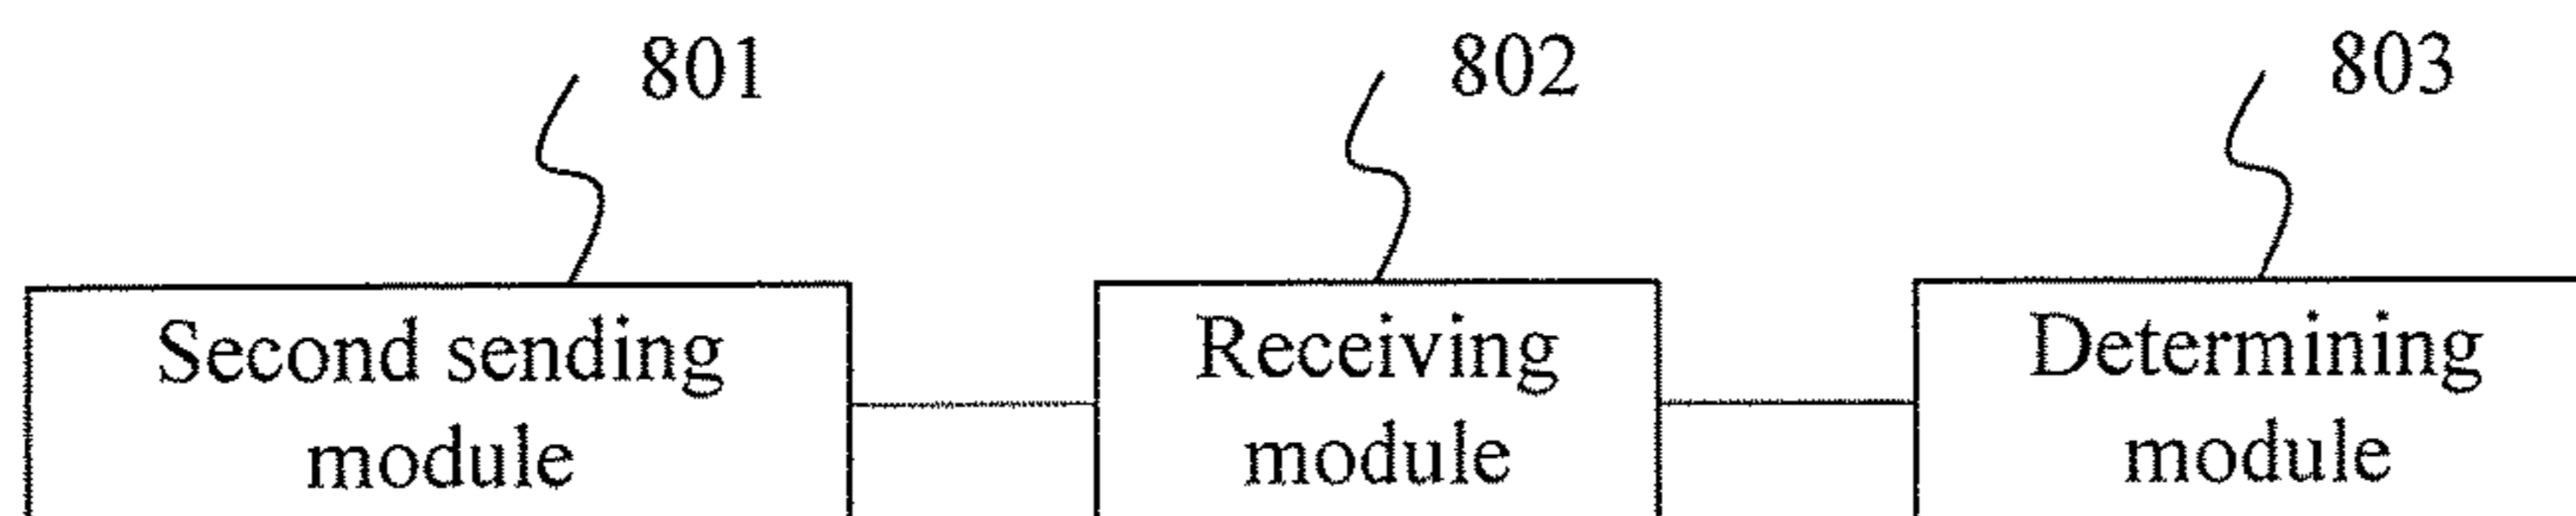 801
802
803
Second sending
module
Receiving
module
Determining
module